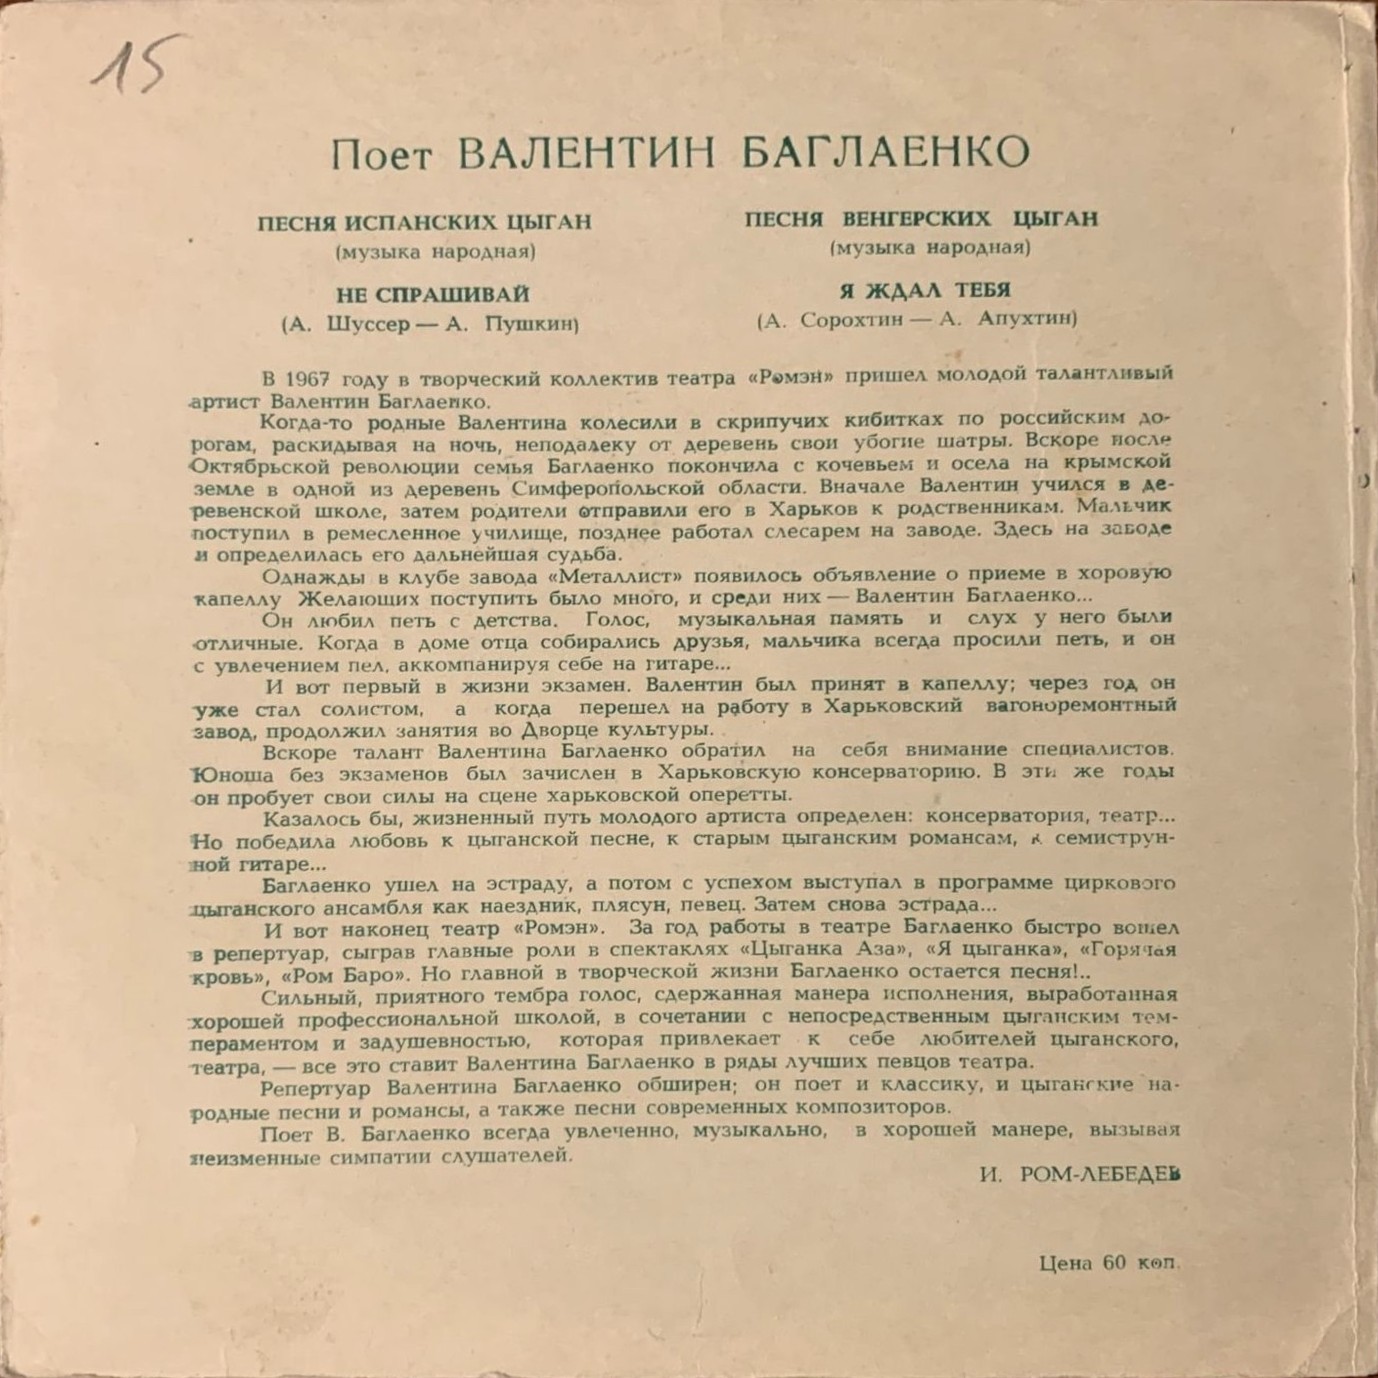 15
Поет ВАЛЕНТИН БАГЛАЕНКО
ПЕСНЯ ИСПАНСКИХ ЦЫГАН
(музыка народная)
НЕ СПРАШИВАЙ
(А. Шуссер — А. Пушкин)
ПЕСНЯ ВЕНГЕРСКИХ ЦЫГАН
(музыка народная)
Я ЖДАЛ ТЕБЯ
(А. Сорохтин — А. Апухтин)
В 1967 году в творческий коллектив театра «Ромэн» пришел молодой талантливый
артист Валентин Баглаенко.
Когда-то родные Валентина колесили в скрипучих кибитках по российским до-
рогам, раскидывая на ночь, неподалеку от деревень свои убогие шатры. Вскоре после
Октябрьской революции семья Баглаенко покончила с кочевьем и осела на крымской
земле в одной из деревень Симферопольской области. Вначале Валентин учился в де-
ревенской школе, затем родители отправили его в Харьков к родственникам. Мальчик
поступил в ремесленное училище, позднее работал слесарем на заводе. Здесь на заводе
и определилась его дальнейшая судьба.
Однажды в клубе завода «Металлист» появилось объявление о приеме в хоровую
капеллу Желающих поступить было много, и среди них — Валентин Баглаенко...
Он любил петь с детства. Голос, музыкальная память и слух у него были
отличные. Когда в доме отца собирались друзья, мальчика всегда просили петь, и он
с увлечением пел, аккомпанируя себе на гитаре...
И вот первый в жизни экзамен. Валентин был принят в капеллу; через год он
уже стал солистом, а когда перешел на работу в Харьковский вагоноремонтный
завод, продолжил занятия во Дворце культуры.
Вскоре талант Валентина Баглаенко обратил на себя внимание специалистов.
Юноша без экзаменов был зачислен в Харьковскую консерваторию. В эти же годы
он пробует свои силы на сцене харьковской оперетты.
Казалось бы, жизненный путь молодого артиста определен: консерватория, театр...
Но победила любовь к цыганской песне, к старым цыганским романсам, к семиструн-
ной гитаре...
Баглаенко ушел на эстраду, а потом с успехом выступал в программе циркового
цыганского ансамбля как наездник, плясун, певец. Затем снова эстрада...
И вот наконец театр «Ромэн». За год работы в театре Баглаенко быстро вошел
в репертуар, сыграв главные роли в спектаклях «Цыганка Аза», «Я цыганка», «Горячая
кровь», «Ром Баро». Но главной в творческой жизни Баглаенко остается песня!..
Сильный, приятного тембра голос, сдержанная манера исполнения, выработанная
хорошей профессиональной школой, в сочетании с непосредственным цыганским тем-
пераментом и задушевностью, которая привлекает к себе любителей цыганского,
театра, — все это ставит Валентина Баглаенко в ряды лучших певцов театра.
Репертуар Валентина Баглаенко обширен; он поет и классику, и цыганские на-
родные песни и романсы, а также песни современных композиторов.
Поет В. Баглаенко всегда увлеченно, музыкально, в хорошей манере, вызывая
неизменные симпатии слушателей.
И. РОМ-ЛЕБЕДЕВ
Цена 60 коп.